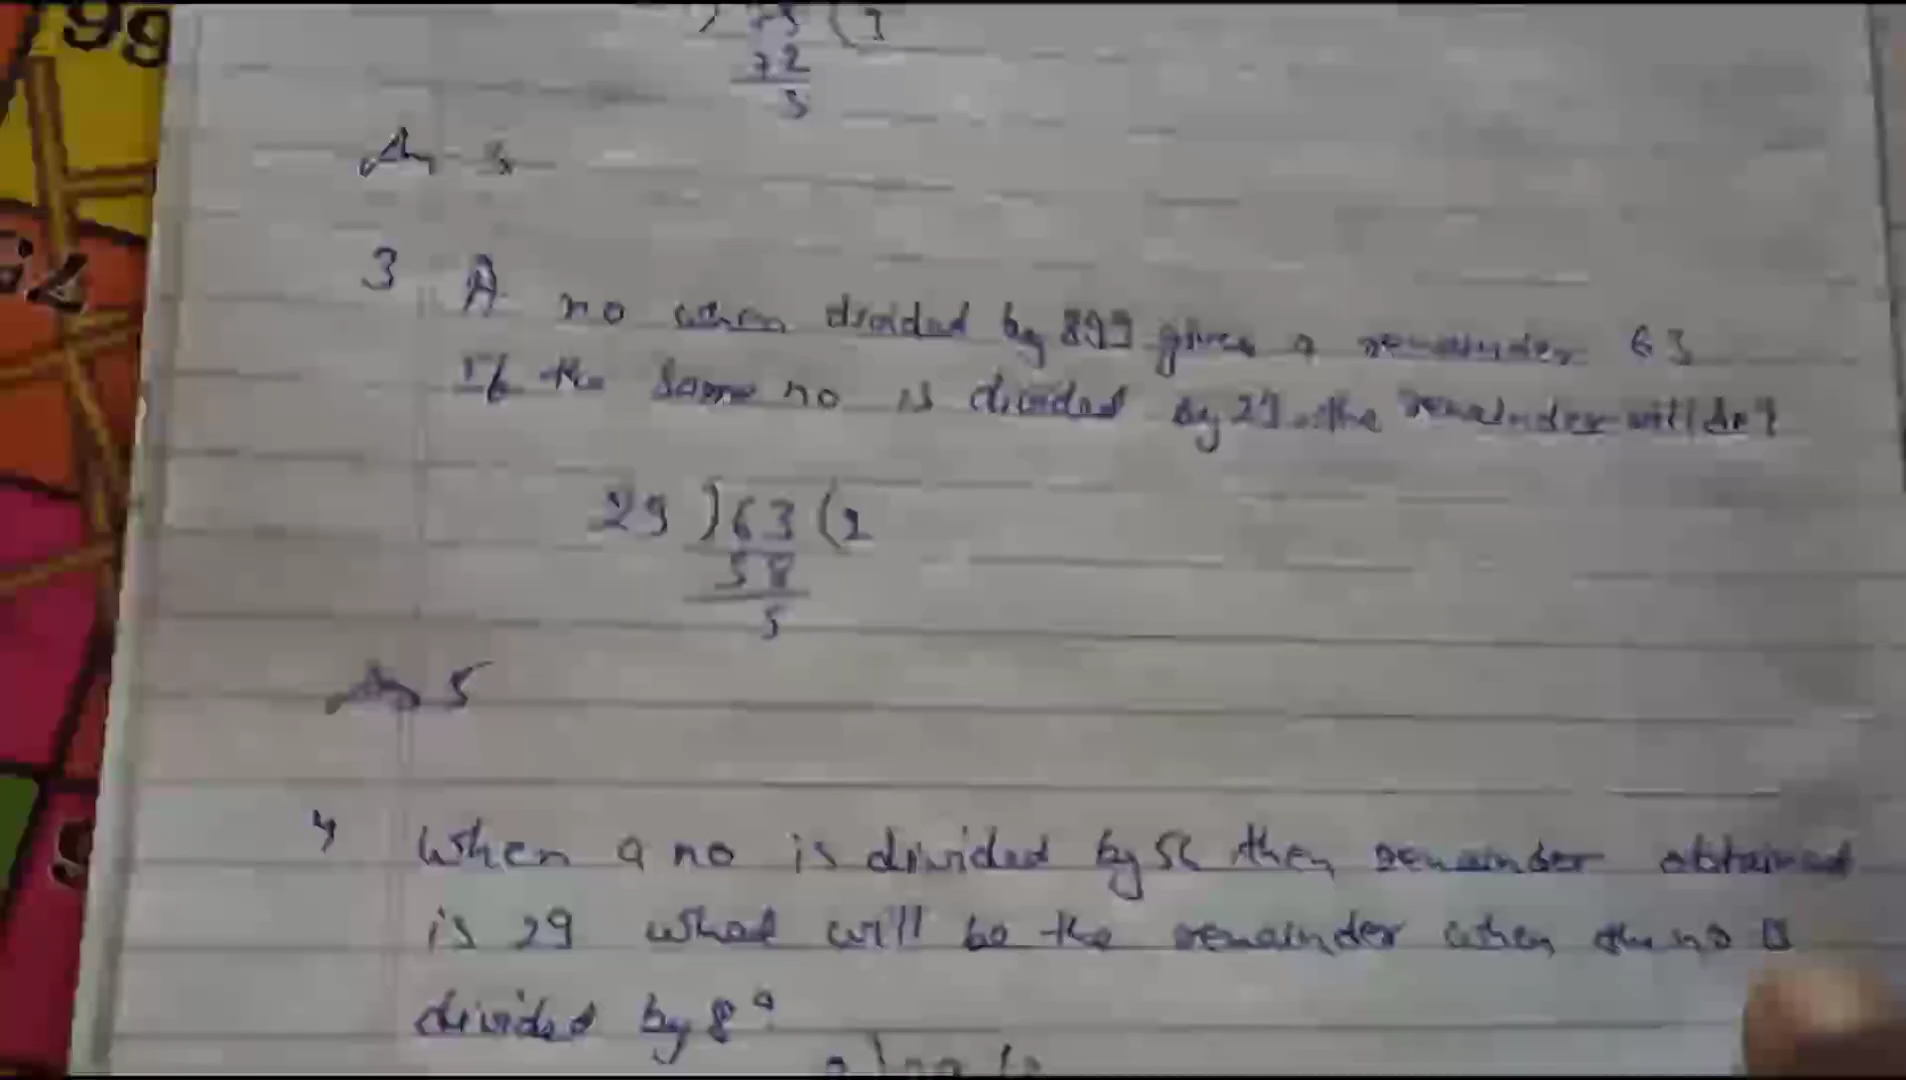 72
3
Ans
3 A no when divided by 899 gives a remainder 63
If the same no is divided by 29 the remainder will be?
29 ) 63 ( 2
58
5
Ans 5
4 When a no is divided by 56 then remainder obtained
is 29 what will be the remainder when the no is
divided by 8?